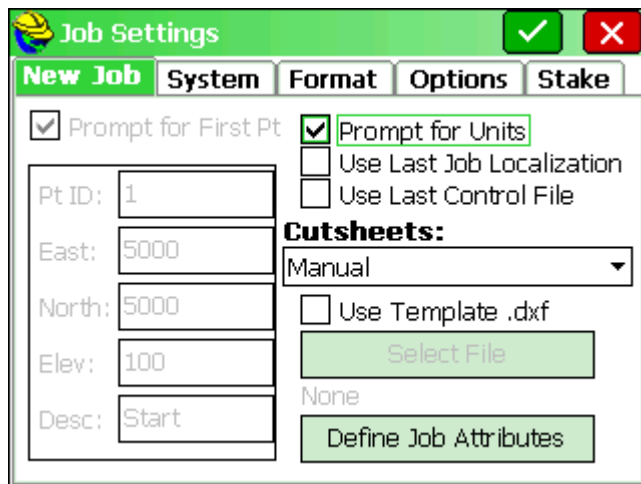 Job Settings
New Job
System
Format
Options
Stake
Prompt for First Pt
Pt ID: 1
East: 5000
North: 5000
Elev: 100
Desc: Start
Prompt for Units
Use Last Job Localization
Use Last Control File
Cutsheets:
Manual
Use Template .dxf
Select File
None
Define Job Attributes